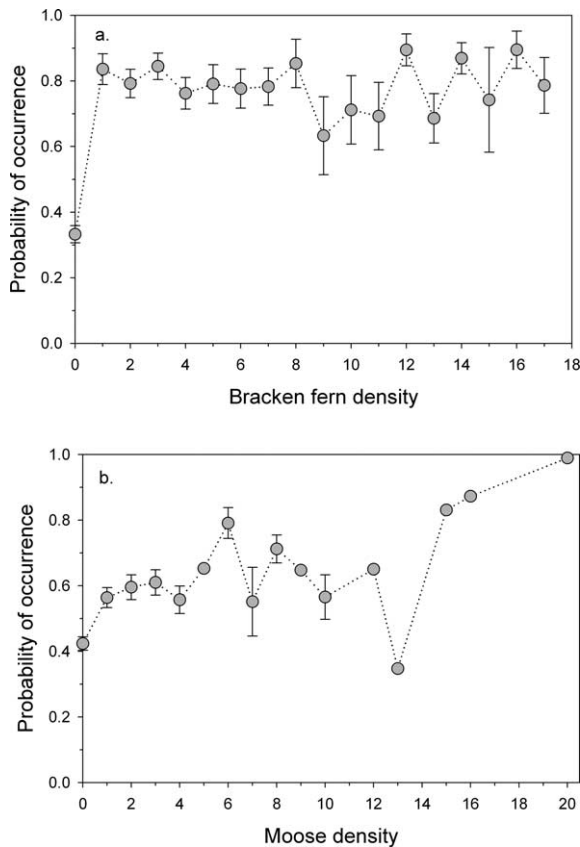 a.
Probability of occurrence
1.0
0.8
0.6
0.4
0.2
0.0
0 2 4 6 8 10 12 14 16 18
Bracken fern density
b.
Probability of occurrence
1.0
0.8
0.6
0.4
0.2
0.0
0 2 4 6 8 10 12 14 16 18 20
Moose density